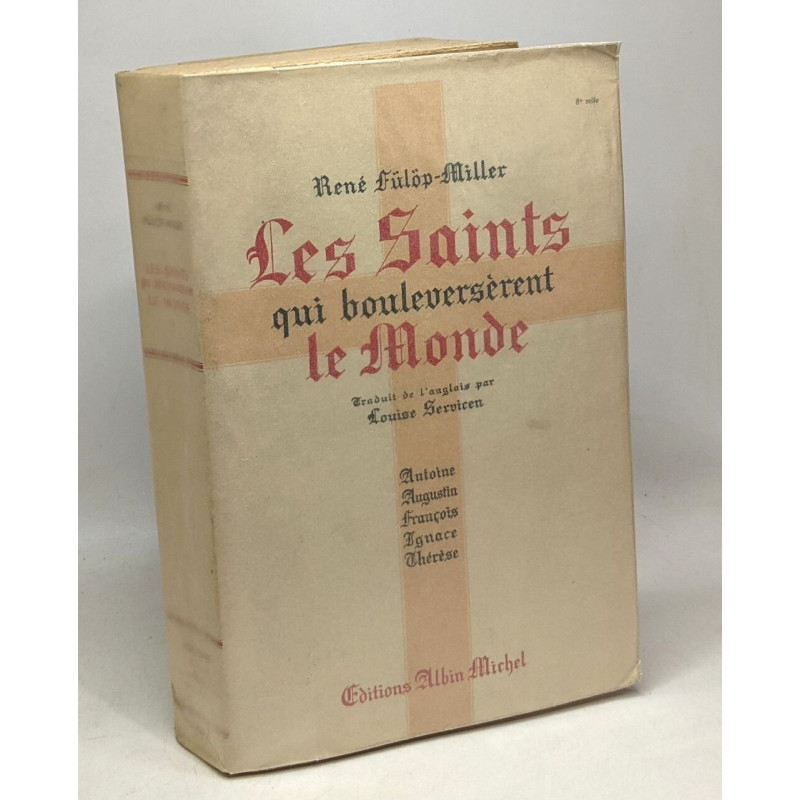 8e mille
René Fülöp-Miller
Les Saints
qui bouleversèrent
le Monde
Traduit de l'anglais par
Louise Servicen
Antoine
Augustin
François
Ignace
Thérèse
Editions Albin Michel